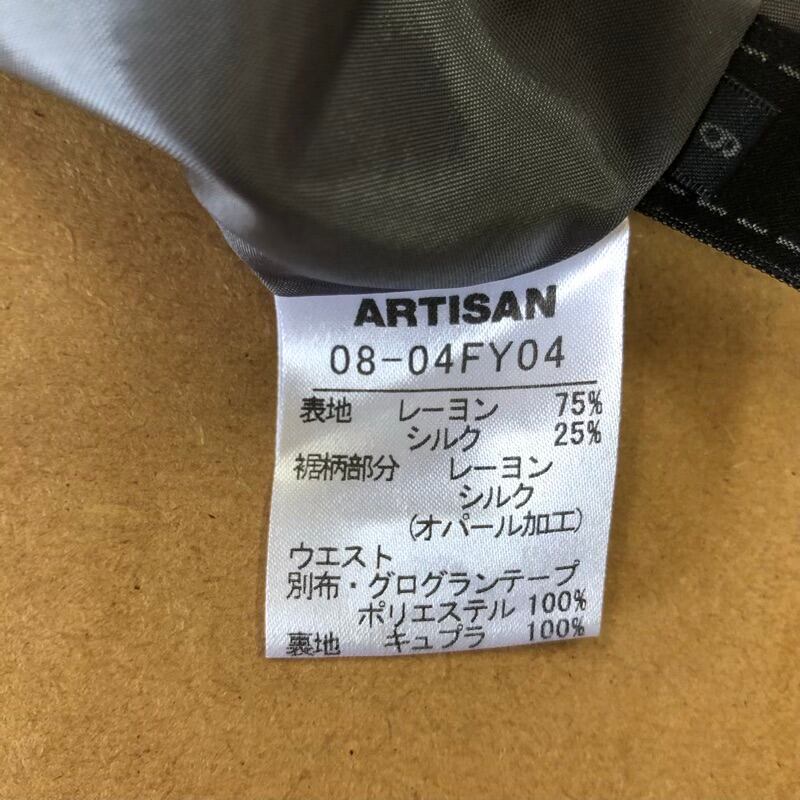 ARTISAN
08-04FY04
表地 レーヨン 75%
シルク 25%
裾柄部分 レーヨン
シルク
(オパール加工)
ウエスト
別布・グログランテープ
ポリエステル 100%
裏地 キュプラ 100%
9